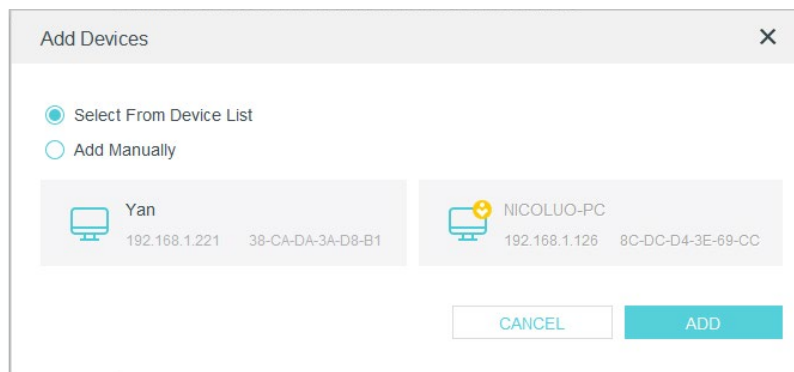 Add Devices
Select From Device List
Add Manually
Yan
192.168.1.221 38-CA-DA-3A-D8-B1
NICOLUO-PC
192.168.1.126 8C-DC-D4-3E-69-CC
CANCEL ADD